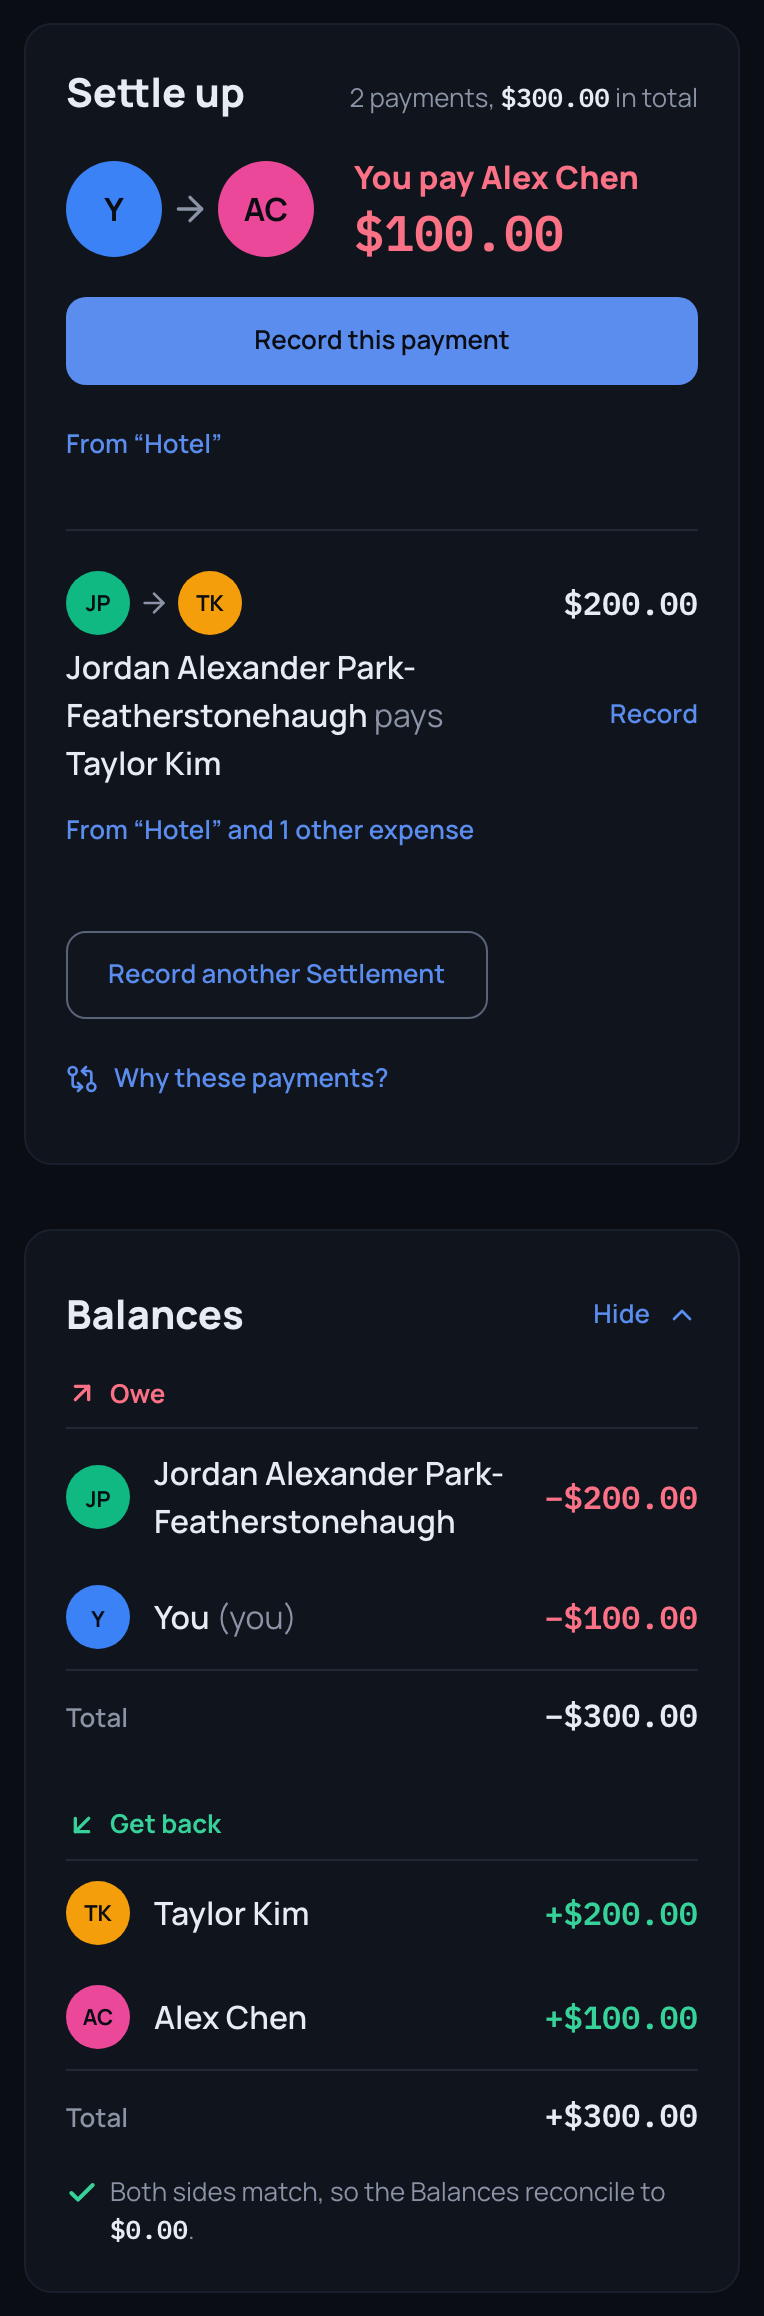 Settle up
2 payments, $300.00 in total
Y
AC
You pay Alex Chen
$100.00
Record this payment
From “Hotel”
JP
TK
$200.00
Jordan Alexander Park-
Featherstonehaugh pays
Taylor Kim
Record
From “Hotel” and 1 other expense
Record another Settlement
Why these payments?
Balances
Hide
Owe
JP
Jordan Alexander Park-
Featherstonehaugh
−$200.00
Y
You (you)
−$100.00
Total
−$300.00
Get back
TK
Taylor Kim
+$200.00
AC
Alex Chen
+$100.00
Total
+$300.00
Both sides match, so the Balances reconcile to
$0.00.